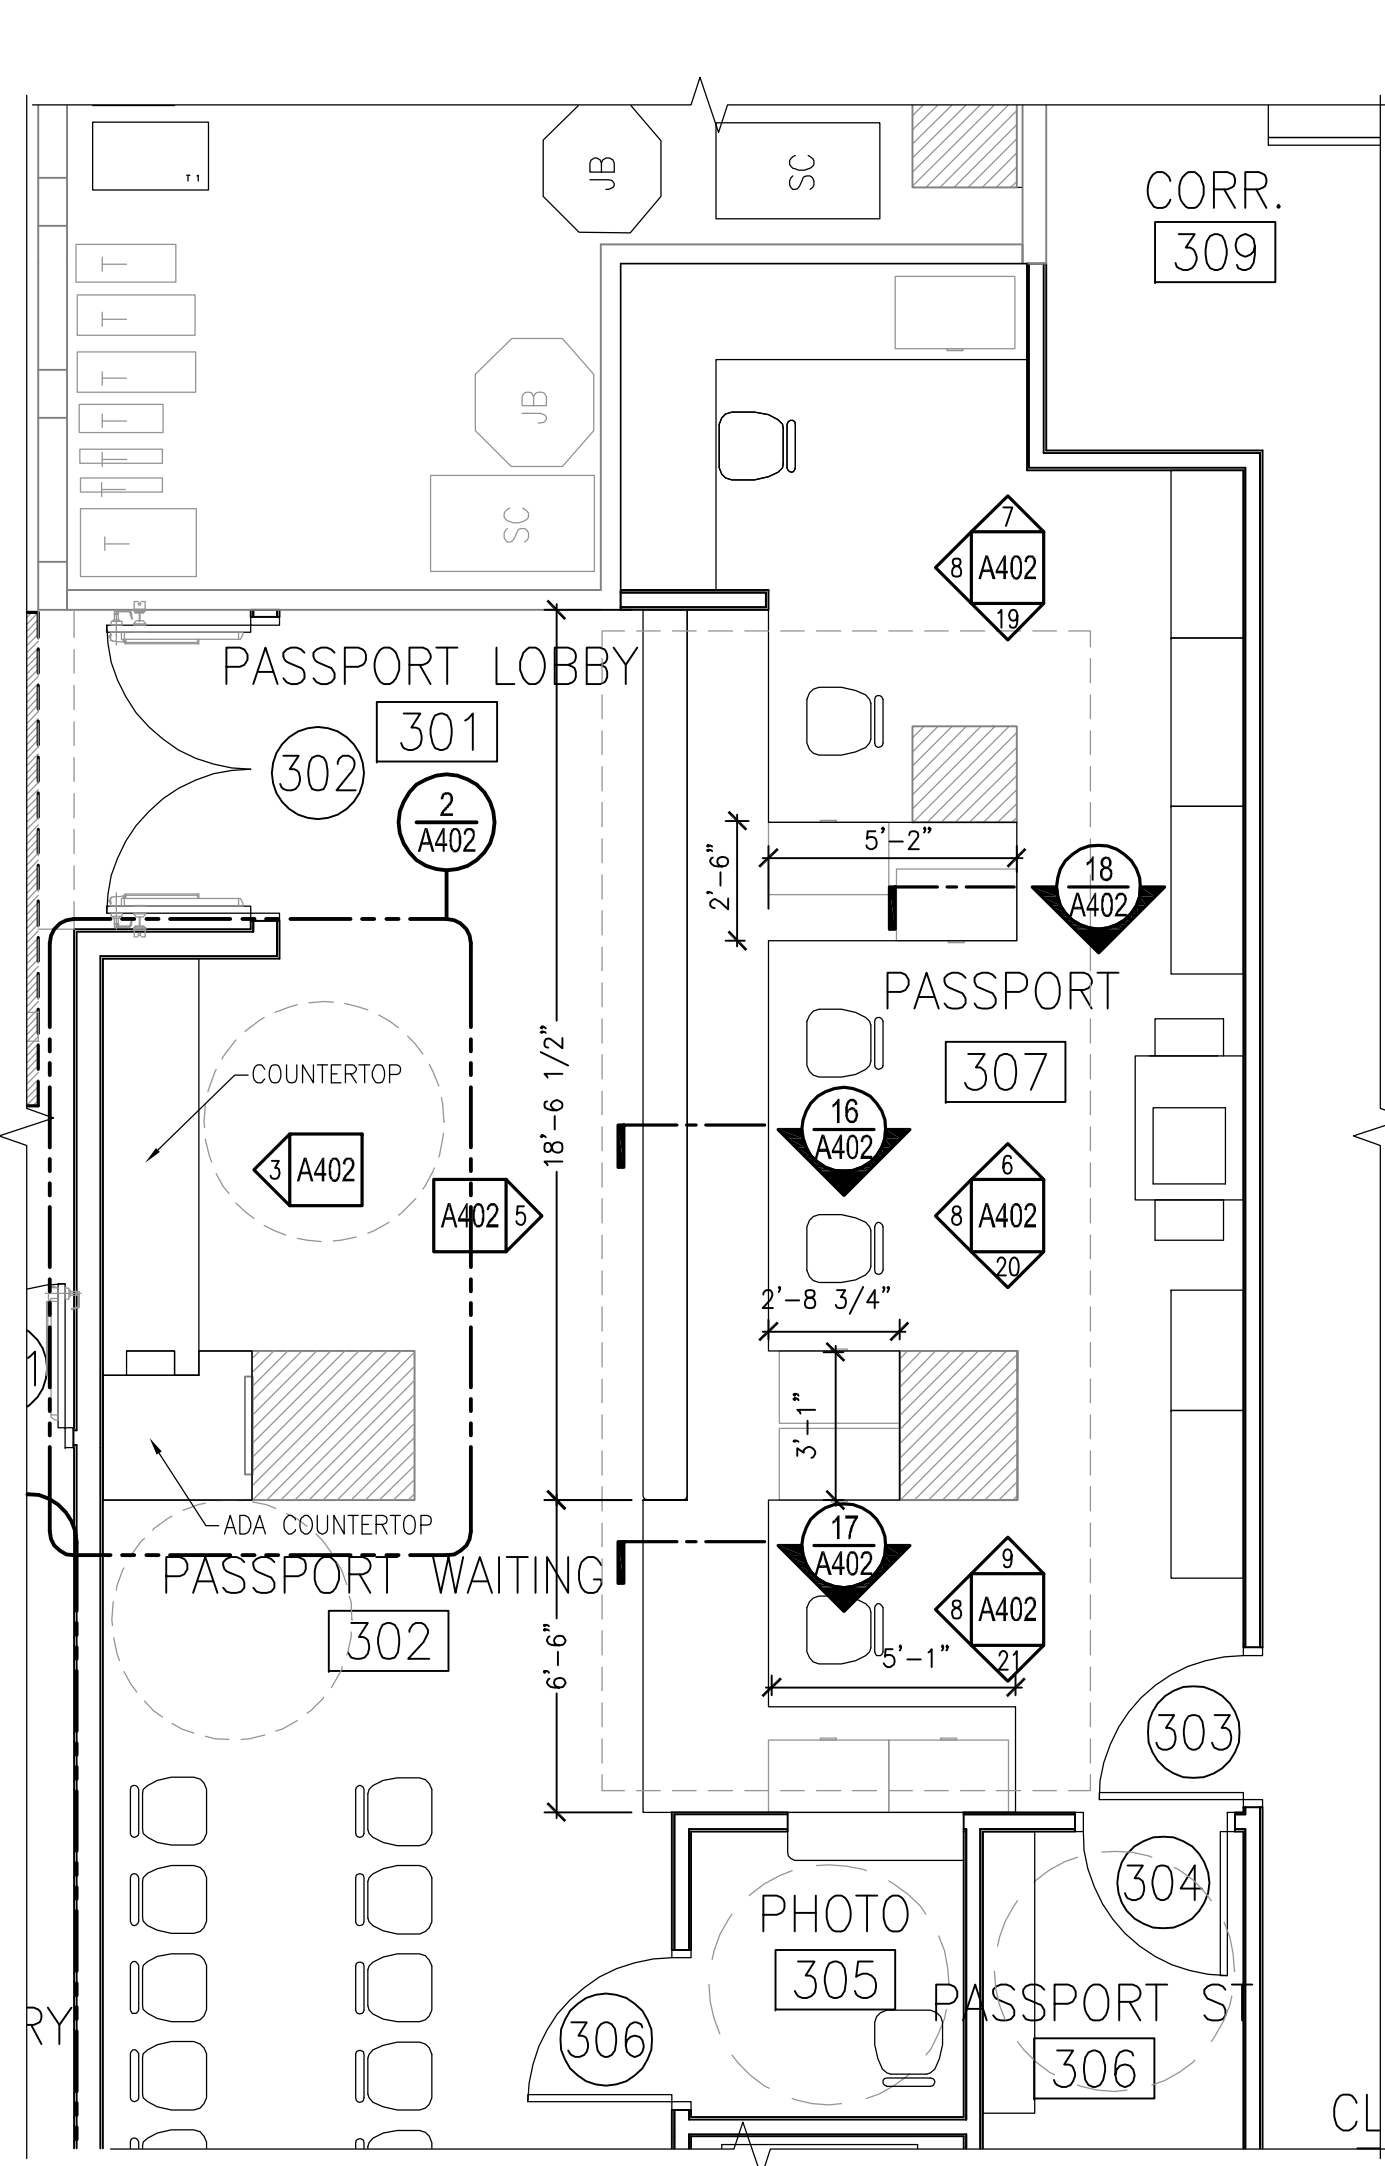 T1
JB
SC
CORR.
309
T
T
T
T
T
T
T
JB
SC
7
8
A402
19
PASSPORT LOBBY
301
302
2
A402
5'-2"
2'-6"
18
A402
PASSPORT
307
18'-6 1/2"
COUNTERTOP
3
A402
A402
5
16
A402
6
8
A402
20
2'-8 3/4"
3'-1"
1
ADA COUNTERTOP
PASSPORT WAITING
302
6'-6"
17
A402
9
8
A402
21
5'-1"
303
304
PHOTO
305
PASSPORT ST
306
306
RY
CL